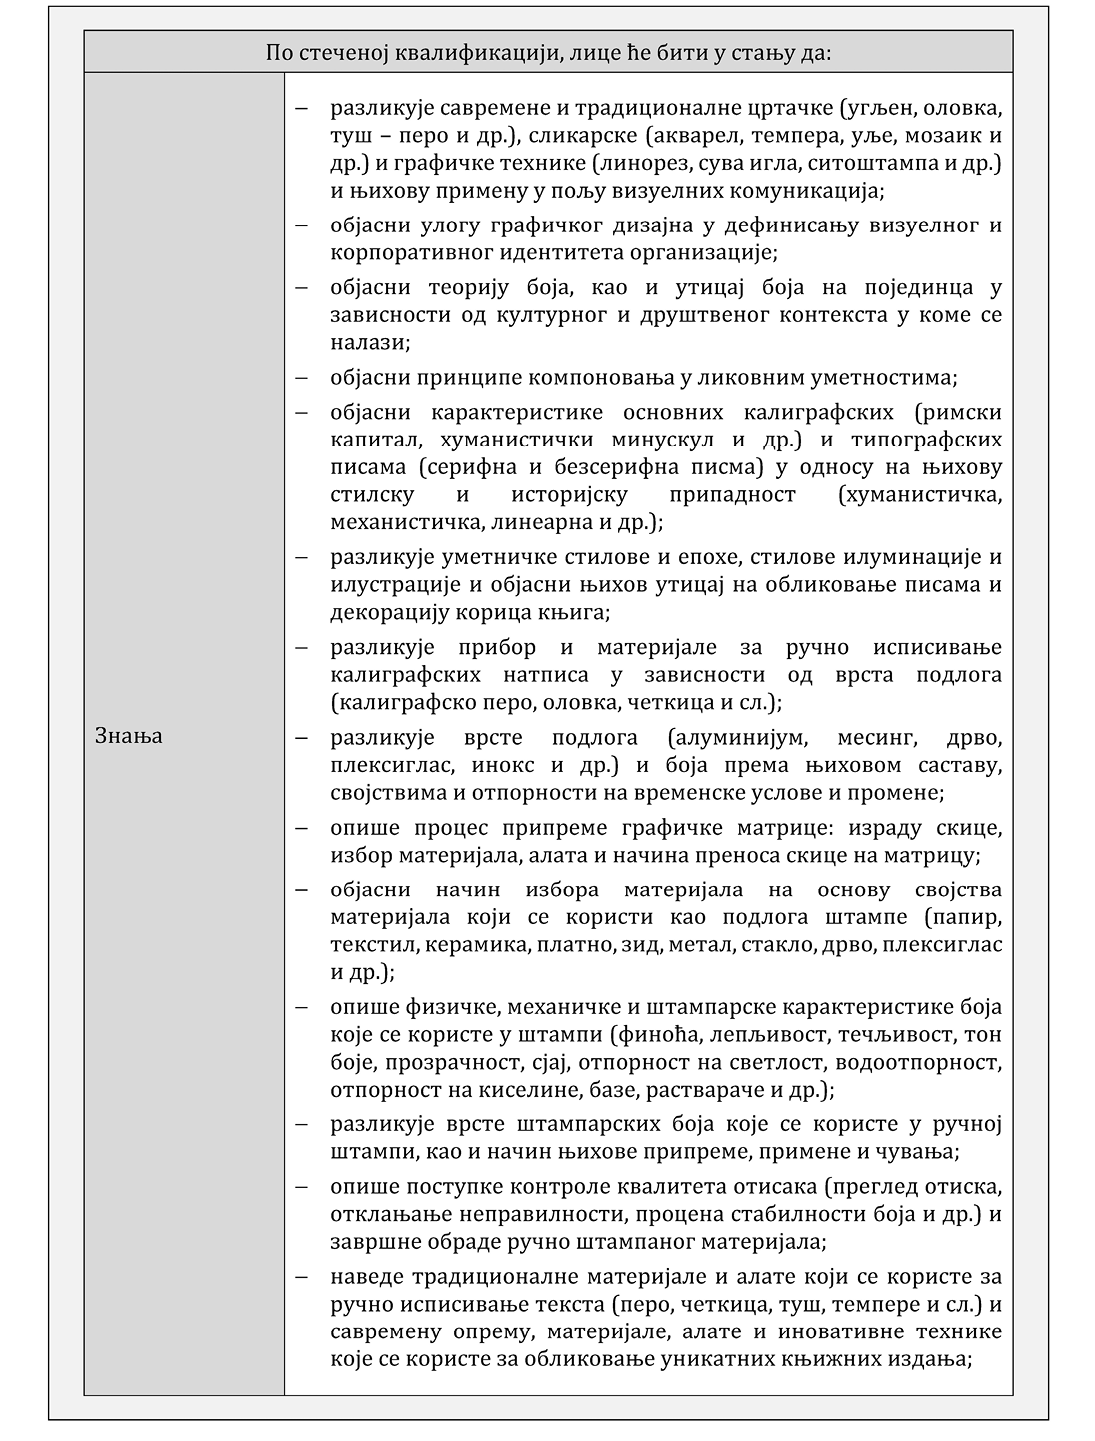 По стеченој квалификацији, лице ће бити у стању да:
Знања
– разликује савремене и традиционалне цртачке (угљен, оловка,
туш – перо и др.), сликарске (акварел, темпера, уље, мозаик и
др.) и графичке технике (линорез, сува игла, ситоштампа и др.)
и њихову примену у пољу визуелних комуникација;
– објасни улогу графичког дизајна у дефинисању визуелног и
корпоративног идентитета организације;
– објасни теорију боја, као и утицај боја на појединца у
зависности од културног и друштвеног контекста у коме се
налази;
– објасни принципе компоновања у ликовним уметностима;
– објасни карактеристике основних калиграфских (римски
капитал, хуманистички минускул и др.) и типографских
писама (серифна и безсерифна писма) у односу на њихову
стилску и историјску припадност (хуманистичка,
механистичка, линеарна и др.);
– разликује уметничке стилове и епохе, стилове илуминације и
илустрације и објасни њихов утицај на обликовање писама и
декорацију корица књига;
– разликује прибор и материјале за ручно исписивање
калиграфских натписа у зависности од врста подлога
(калиграфско перо, оловка, четкица и сл.);
– разликује врсте подлога (алуминијум, месинг, дрво,
плексиглас, инокс и др.) и боја према њиховом саставу,
својствима и отпорности на временске услове и промене;
– опише процес припреме графичке матрице: израду скице,
избор материјала, алата и начина преноса скице на матрицу;
– објасни начин избора материјала на основу својства
материјала који се користи као подлога штампе (папир,
текстил, керамика, платно, зид, метал, стакло, дрво, плексиглас
и др.);
– опише физичке, механичке и штампарске карактеристике боја
које се користе у штампи (финоћа, лепљивост, течљивост, тон
боје, прозрачност, сјај, отпорност на светлост, водоотпорност,
отпорност на киселине, базе, раствараче и др.);
– разликује врсте штампарских боја које се користе у ручној
штампи, као и начин њихове припреме, примене и чувања;
– опише поступке контроле квалитета отисака (преглед отиска,
отклањање неправилности, процена стабилности боја и др.) и
завршне обраде ручно штампаног материјала;
– наведе традиционалне материјале и алате који се користе за
ручно исписивање текста (перо, четкица, туш, темпере и сл.) и
савремену опрему, материјале, алате и иновативне технике
које се користе за обликовање уникатних књижних издања;